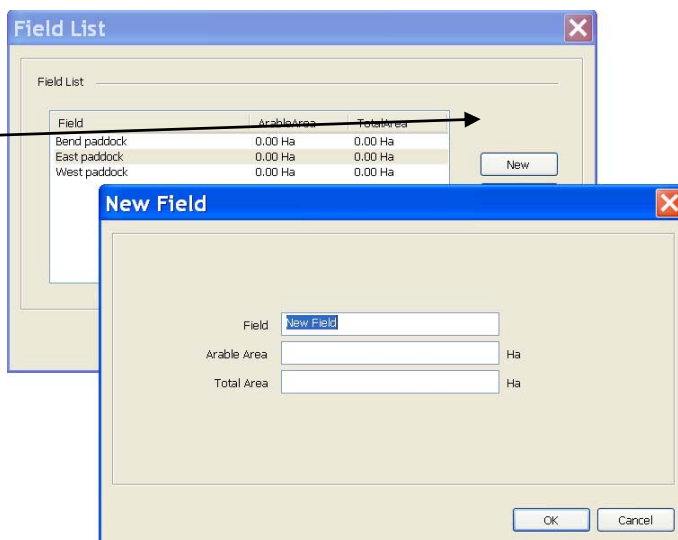 Field List
Field List
Field ArableArea TotalArea
Bend paddock 0.00 Ha 0.00 Ha
East paddock 0.00 Ha 0.00 Ha
West paddock 0.00 Ha 0.00 Ha
New
New Field
Field New Field
Arable Area Ha
Total Area Ha
OK Cancel